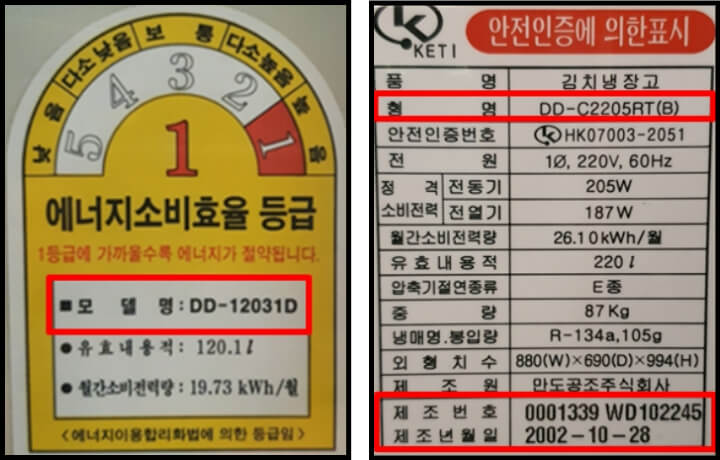 낮음 다소낮음 보통 다소높음 높음
5 4 3 2 1
1
에너지소비효율 등급
1등급에 가까울수록 에너지가 절약됩니다.
■ 모 델 명 : DD-12031D
● 유효내용적 : 120.1ℓ
● 월간소비전력량 : 19.73 kWh/월
〈에너지이용합리화법에 의한 등급임〉
KETI
안전인증에 의한표시
품 명 김치냉장고
형 명 DD-C2205RT(B)
안전인증번호 HK07003-2051
전 원 1Ø, 220V, 60Hz
정 격 소비전력 전동기 205W
전열기 187W
월간소비전력량 26.10kWh/월
유효내용적 220ℓ
압축기절연종류 E종
중 량 87Kg
냉매명.봉입량 R-134a,105g
외형치수 880(W)×690(D)×994(H)
제 조 원 만도공조주식회사
제조번호 0001339 WD102245
제조년월일 2002-10-28